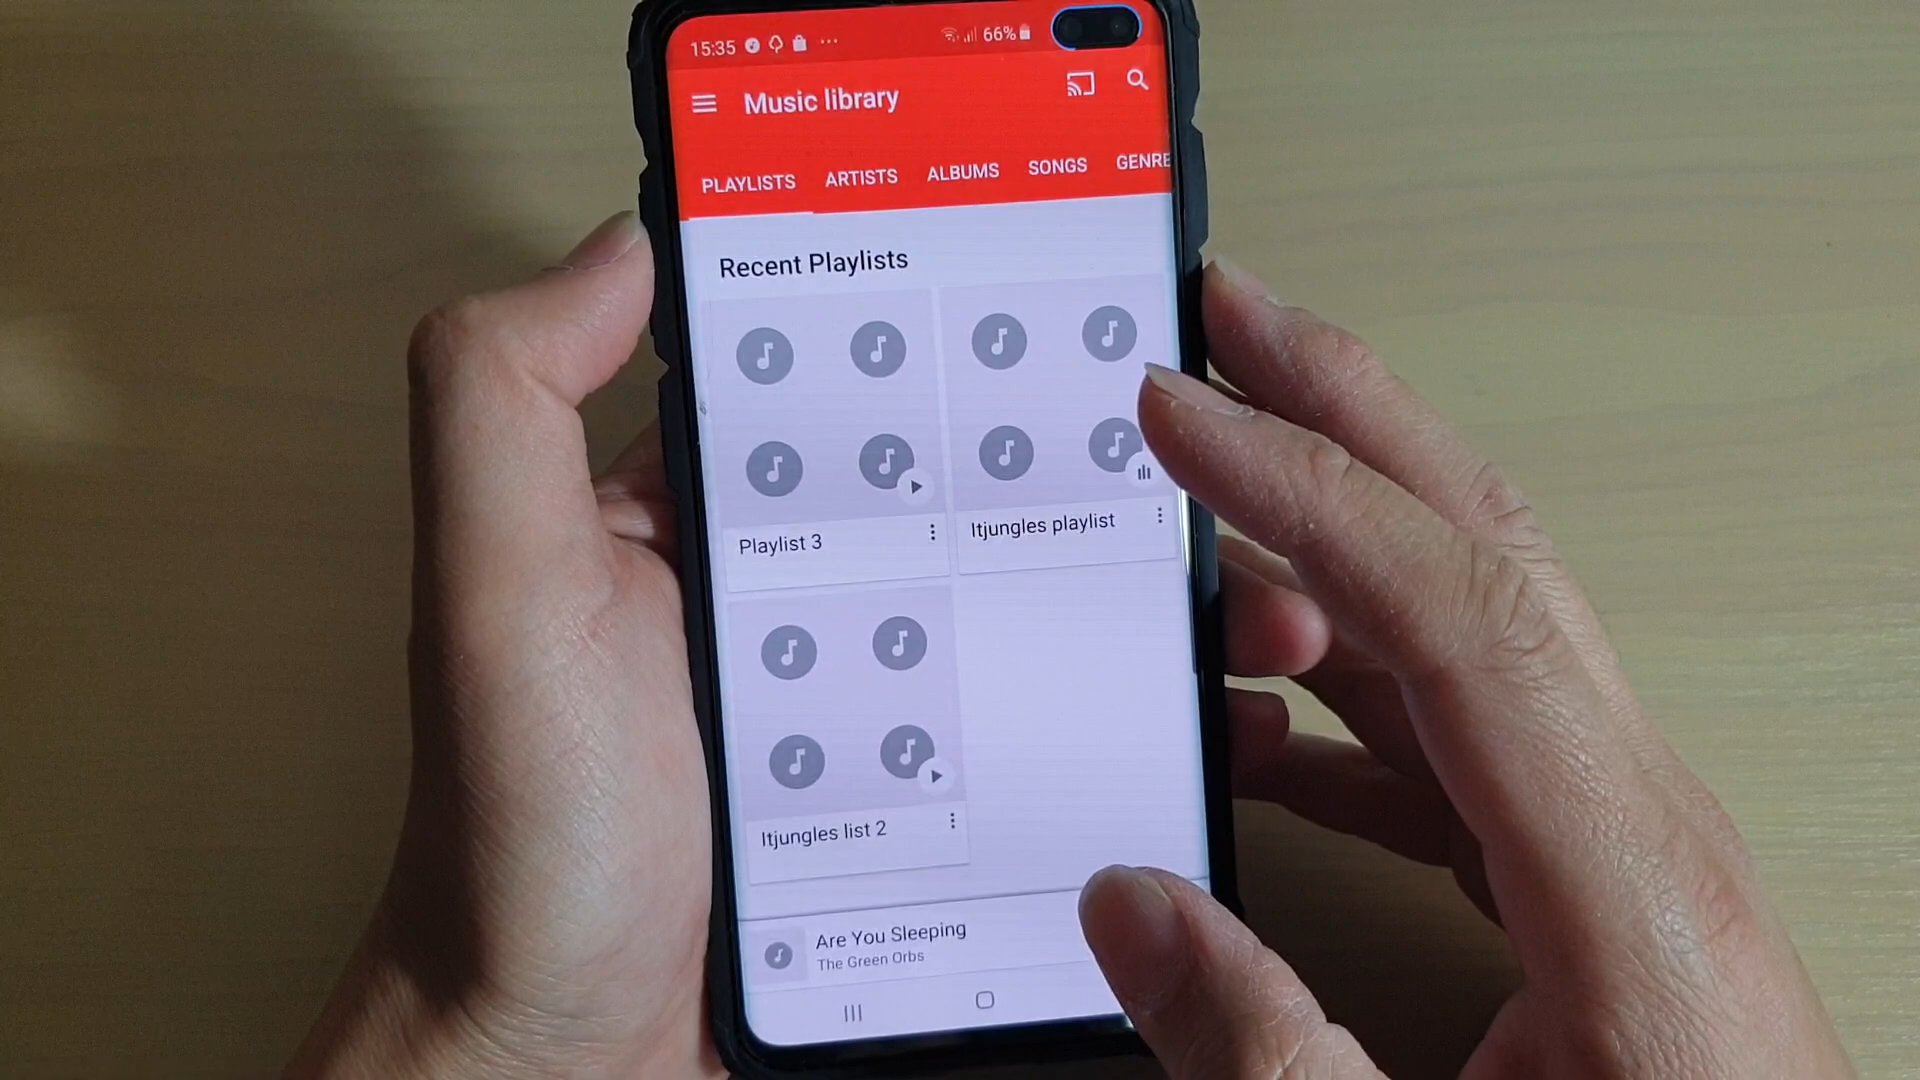 15:35 66%
Music library
PLAYLISTS ARTISTS ALBUMS SONGS GENRE
Recent Playlists
Playlist 3
Itjungles playlist
Itjungles list 2
Are You Sleeping
The Green Orbs